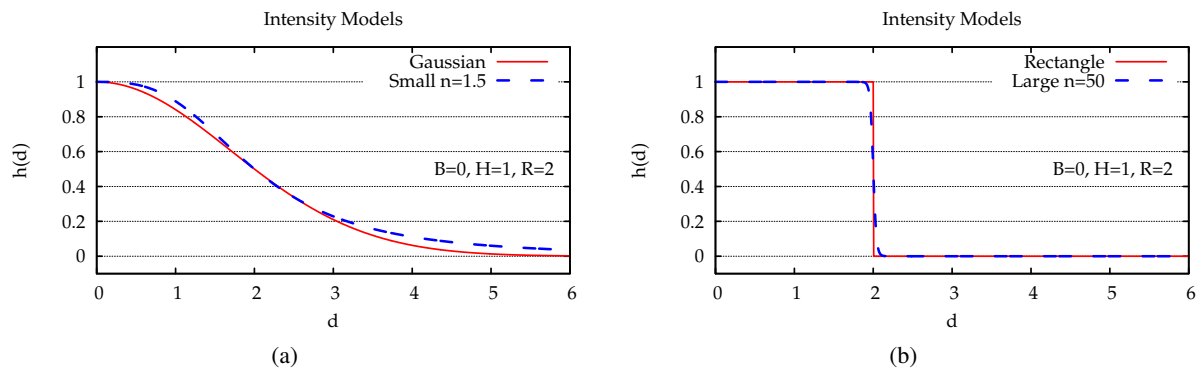 Intensity Models
Gaussian
Small n=1.5
1
0.8
0.6
0.4
0.2
0
h(d)
B=0, H=1, R=2
0 1 2 3 4 5 6
d
(a)
Intensity Models
Rectangle
Large n=50
1
0.8
0.6
0.4
0.2
0
h(d)
B=0, H=1, R=2
0 1 2 3 4 5 6
d
(b)